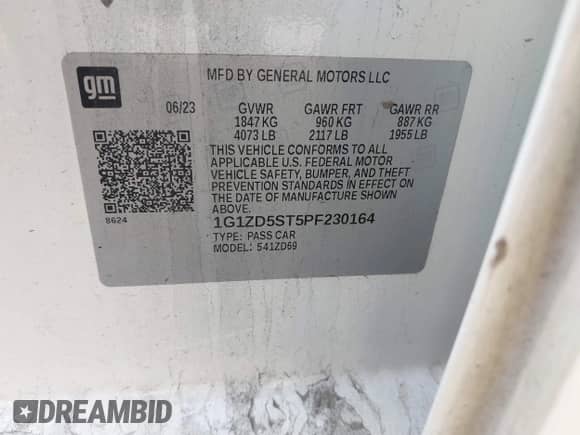 gm
MFD BY GENERAL MOTORS LLC
06/23 GVWR GAWR FRT GAWR RR
1847 KG 960 KG 887 KG
4073 LB 2117 LB 1955 LB
THIS VEHICLE CONFORMS TO ALL
APPLICABLE U.S. FEDERAL MOTOR
VEHICLE SAFETY, BUMPER, AND THEFT
PREVENTION STANDARDS IN EFFECT ON
THE DATE OF MANUFACTURE SHOWN
ABOVE.
8624
1G1ZD5ST5PF230164
TYPE: PASS CAR
MODEL: 541ZD69
DREAMBID